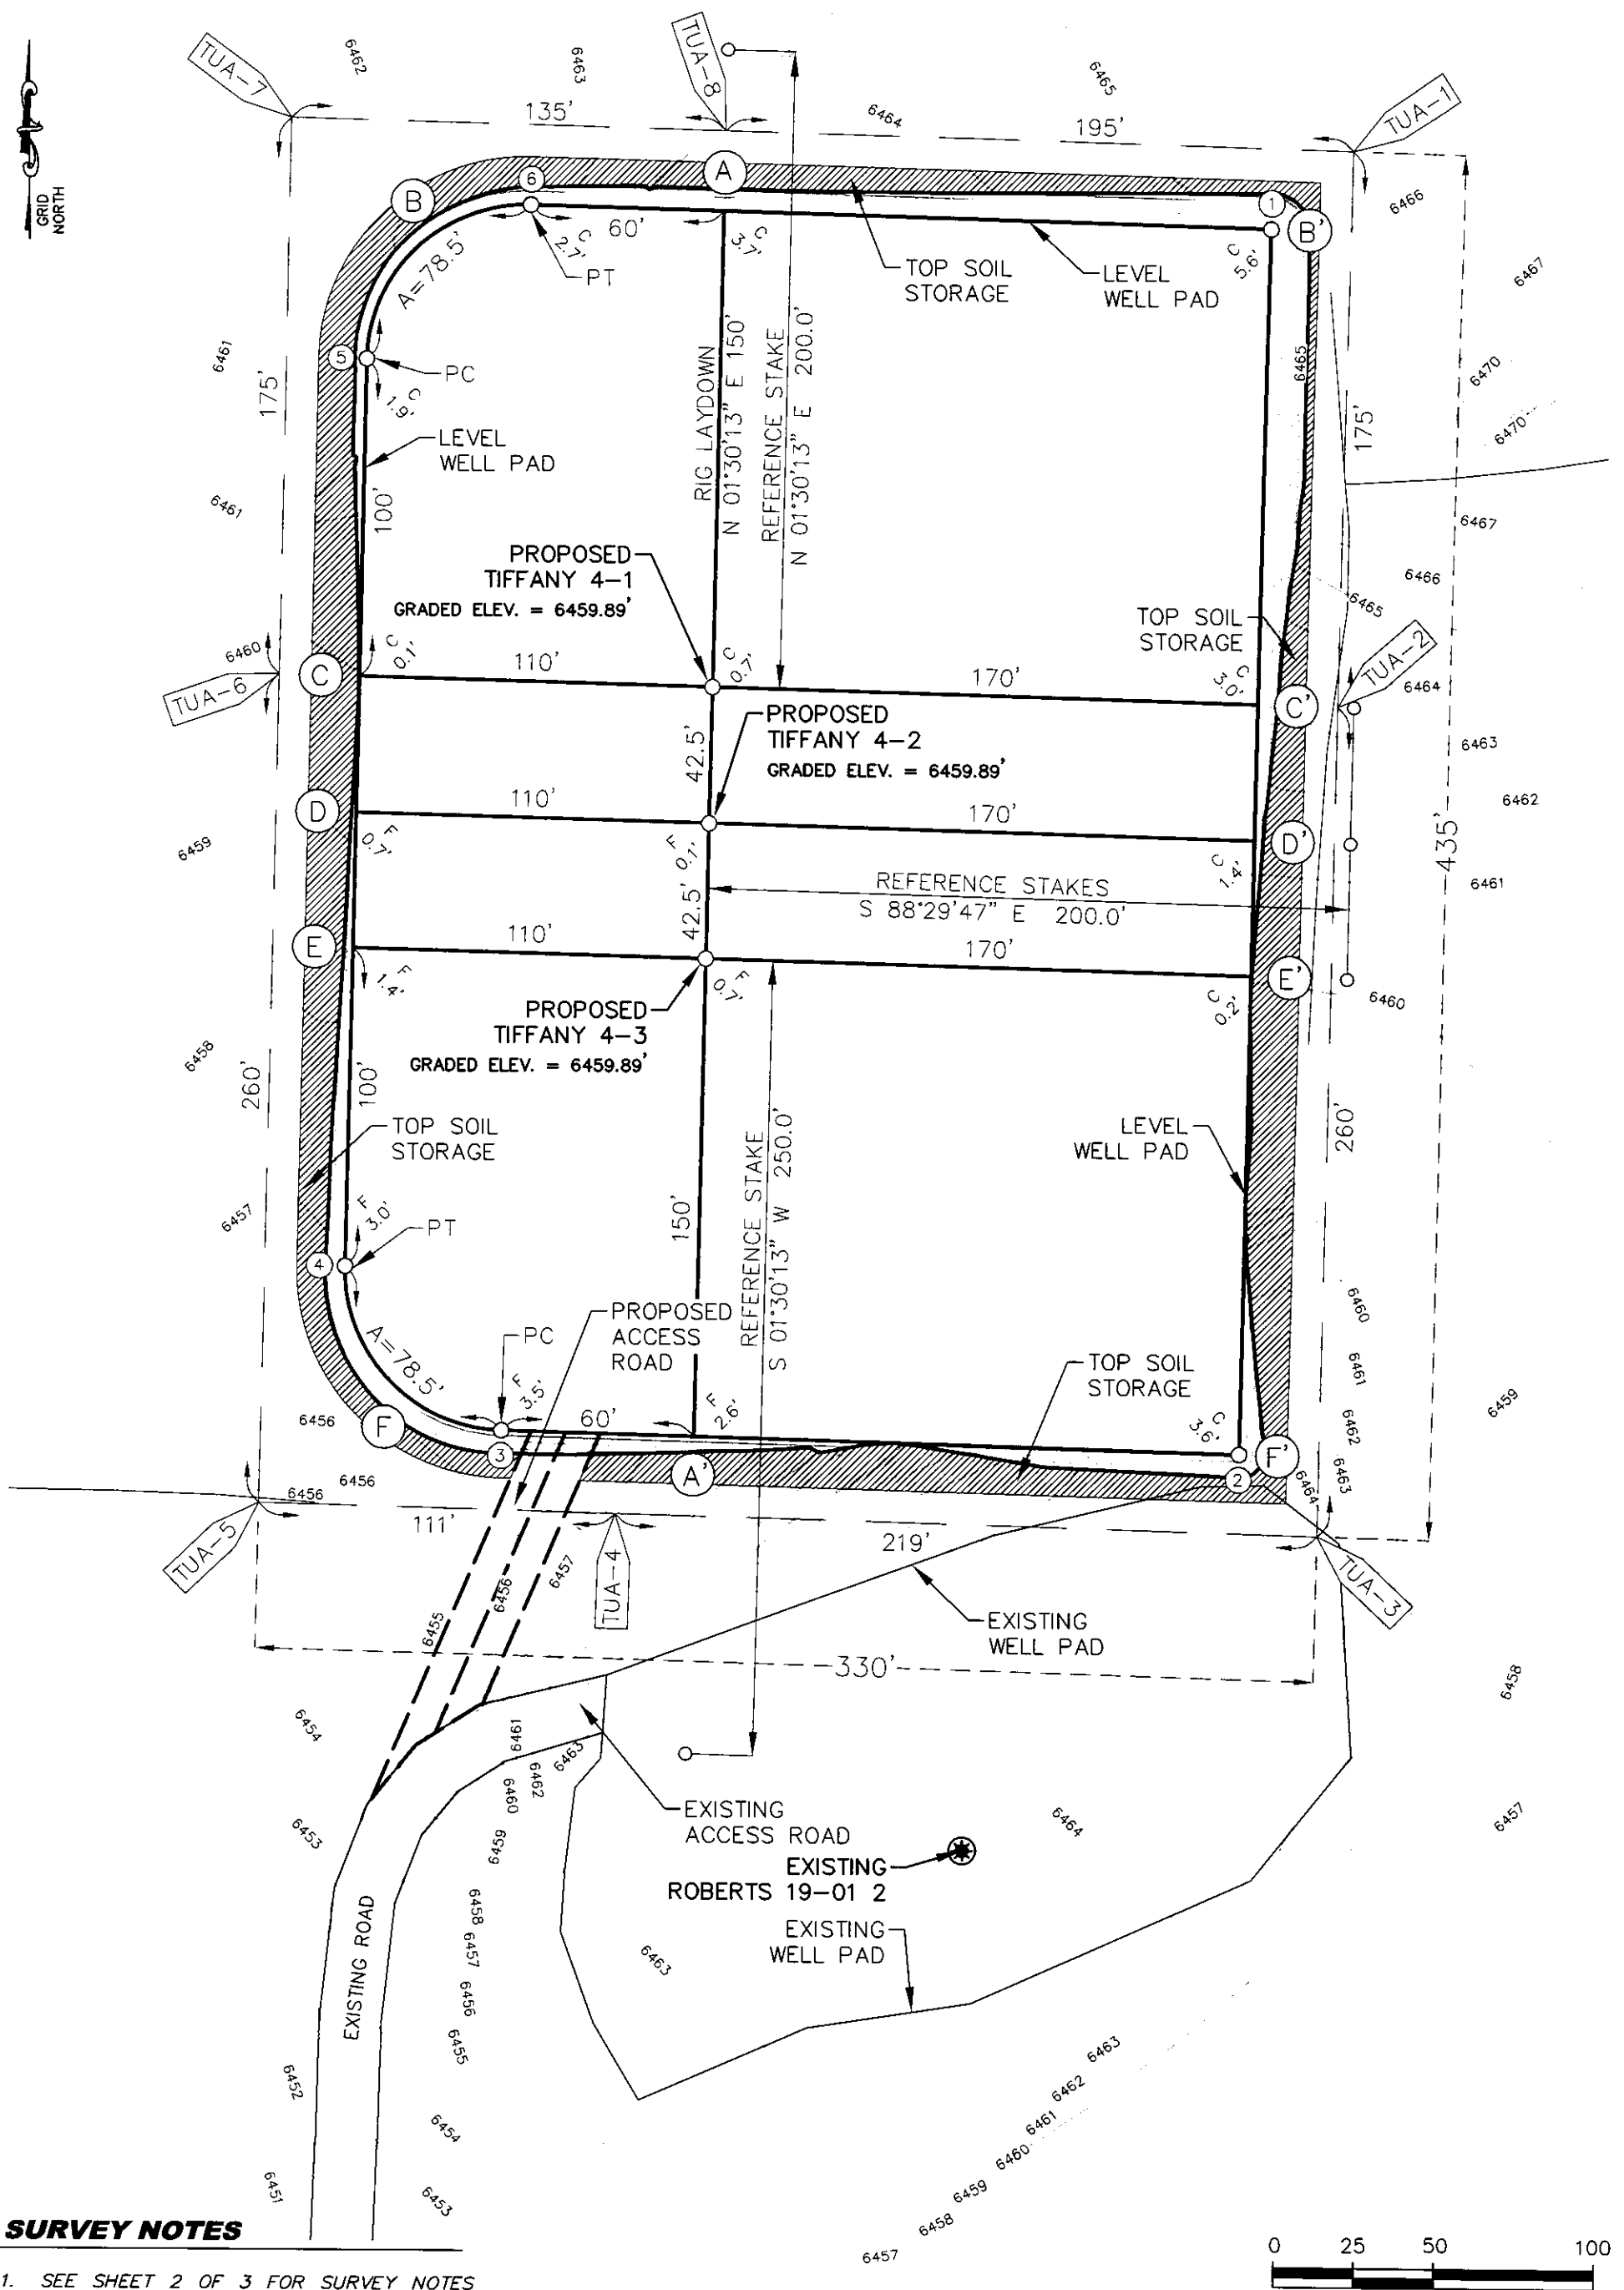 GRID
NORTH
TUA-7
6462
6463
TUA-8
6465
TUA-1
135'
6464
195'
A
6
B
1
B'
6466
60'
C
2.7'
C
3.7'
C
5.6'
PT
TOP SOIL
STORAGE
LEVEL
WELL PAD
6467
A=78.5'
6461
5
PC
C
1.9'
175'
6465
6470
175'
6470
LEVEL
WELL PAD
RIG LAYDOWN
N 01°30'13" E 150'
REFERENCE STAKE
N 01°30'13" E 200.0'
100'
6461
6467
PROPOSED
TIFFANY 4-1
GRADED ELEV. = 6459.89'
6466
6465
TOP SOIL
STORAGE
TUA-2
6460
C
C
0.1'
110'
C
0.7'
170'
C
3.0'
6464
TUA-6
C'
42.5'
PROPOSED
TIFFANY 4-2
GRADED ELEV. = 6459.89'
6463
6462
D
110'
170'
D'
6459
F
0.7'
F
0.1'
C
1.4'
435'
42.5'
REFERENCE STAKES
S 88°29'47" E 200.0'
6461
E
110'
170'
E'
F
1.4'
F
0.7'
C
0.2'
6460
PROPOSED
TIFFANY 4-3
GRADED ELEV. = 6459.89'
6458
260'
100'
260'
TOP SOIL
STORAGE
LEVEL
WELL PAD
REFERENCE STAKE
S 01°30'13" W 250.0'
150'
6457
F
3.0'
PT
4
PROPOSED
ACCESS
ROAD
6460
A=78.5'
PC
F
3.5'
TOP SOIL
STORAGE
6461
6459
6456
F
60'
F
2.6'
C
3.6'
6462
3
A'
2
F'
6456
6456
6464
6463
111'
219'
TUA-5
TUA-4
TUA-3
6455
6456
6457
EXISTING
WELL PAD
330'
6458
6454
6461
6462
6463
6460
EXISTING
ACCESS ROAD
6464
6453
6459
6457
EXISTING
ROBERTS 19-01 2
6458
EXISTING
WELL PAD
6457
6463
EXISTING ROAD
6456
6455
6463
6452
6462
6454
6461
6460
6451
6453
6459
6458
6457
SURVEY NOTES
0 25 50 100
1. SEE SHEET 2 OF 3 FOR SURVEY NOTES